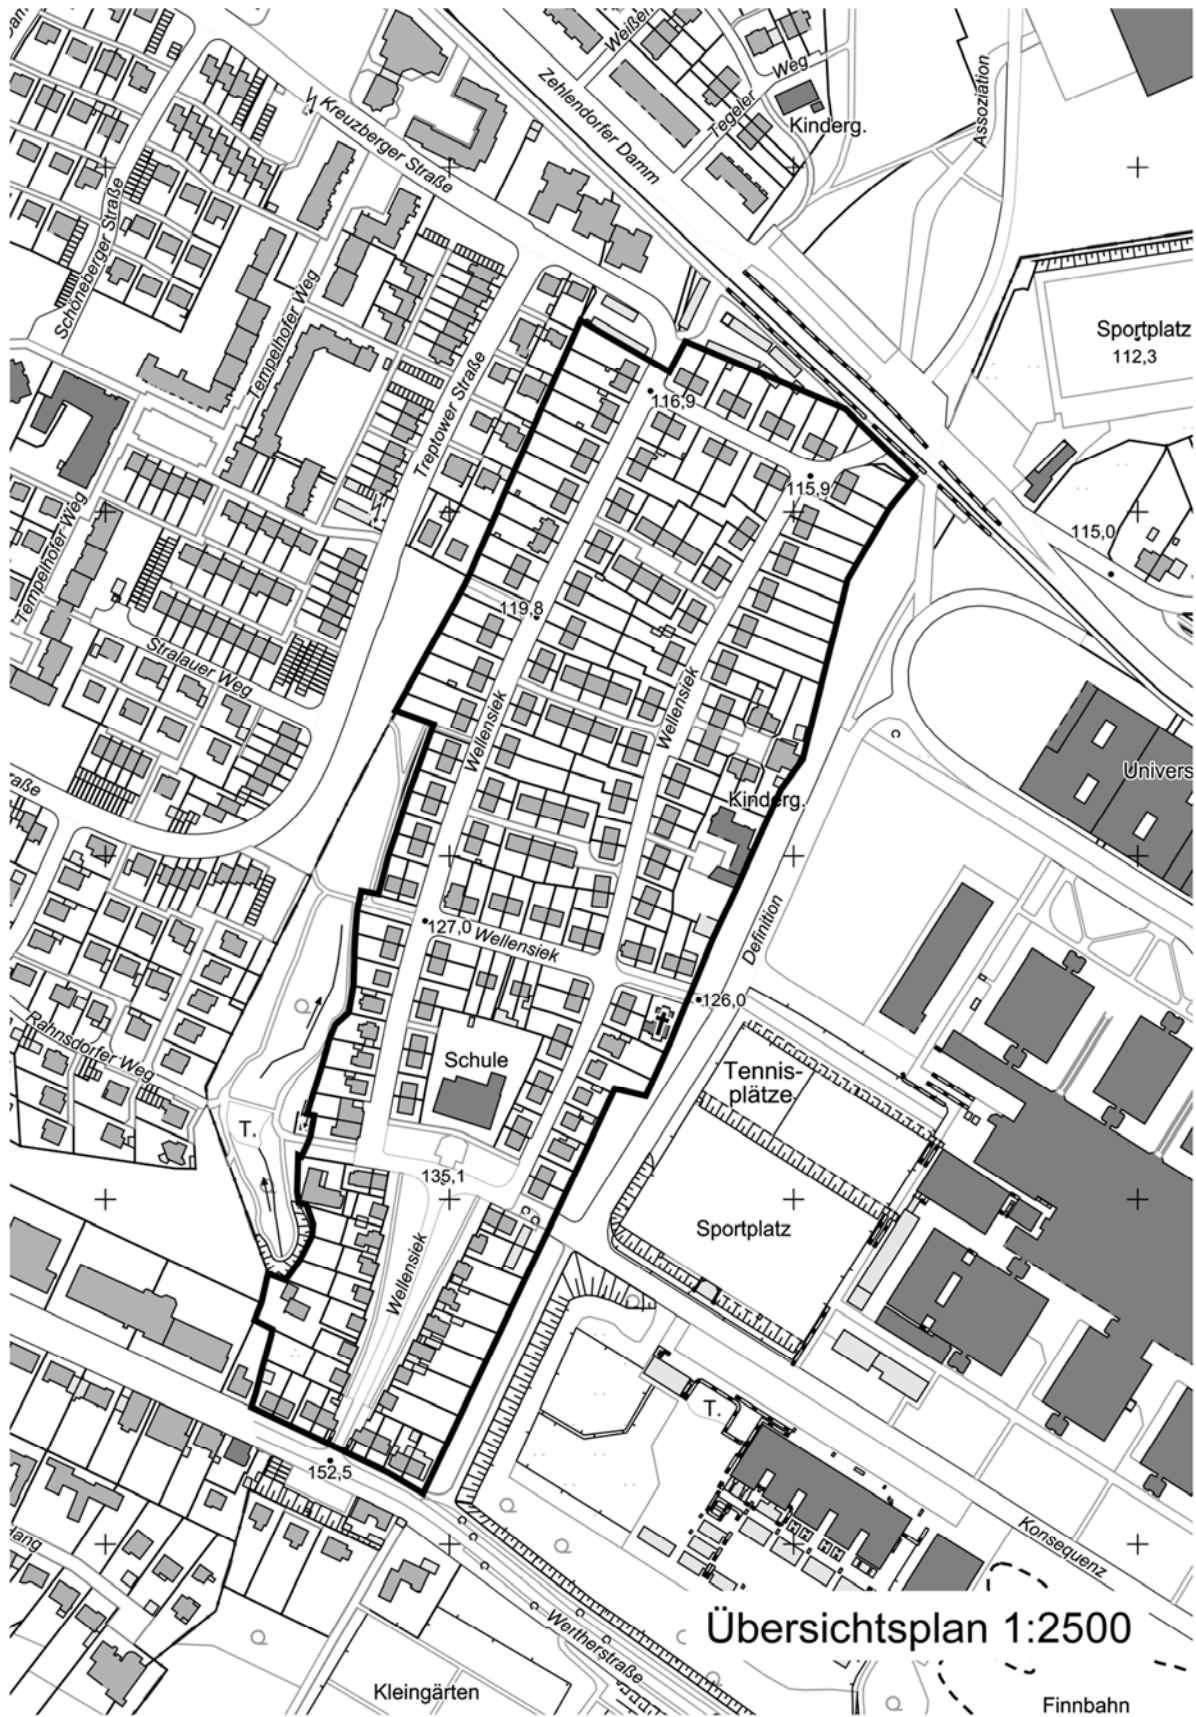 Weg
Tegeler
Zehlendorfer Damm
Kinderg.
Assoziation
Kreuzberger Straße
Schöneberger Straße
Tempelhofer Weg
Treptower Straße
Sportplatz
112,3
116,9
115,9
115,0
Tempelhofer Weg
119,8
Stralauer Weg
Wellensiek
Wellensiek
Univers
Kinderg.
raße
127,0
Wellensiek
Definition
126,0
Rahnsdorfer Weg
Schule
Tennis-
plätze
T.
135,1
Sportplatz
Wellensiek
T.
152,5
Konsequenz
Übersichtsplan 1:2500
Wertherstraße
Kleingärten
Finnbahn